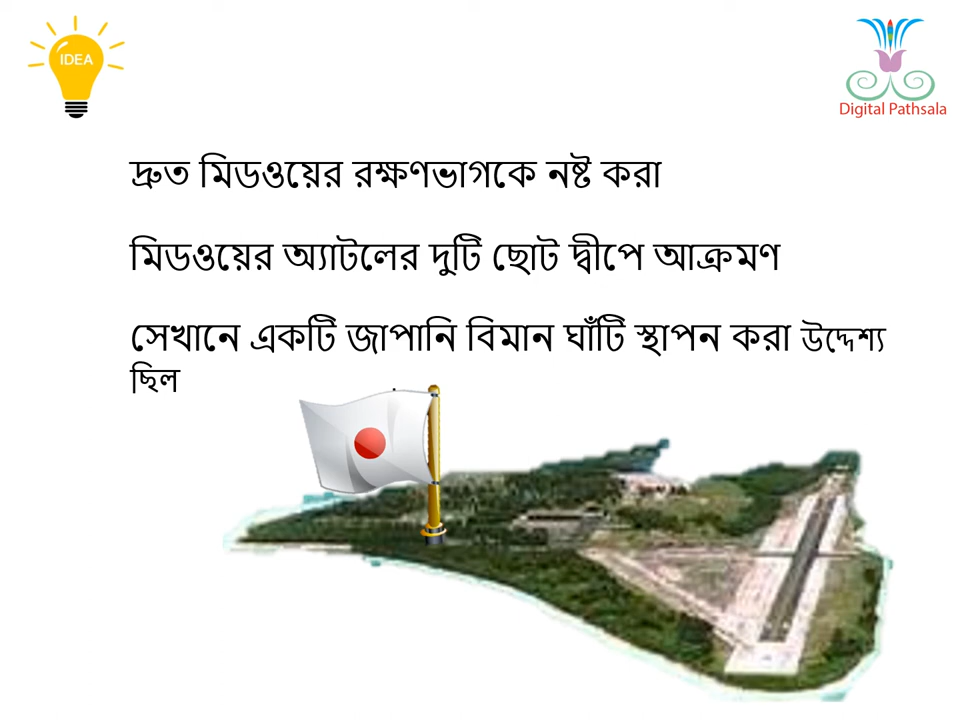 IDEA
Digital Pathsala
দ্রুত মিডওয়ের রক্ষণভাগকে নষ্ট করা
মিডওয়ের অ্যাটলের দুটি ছোট দ্বীপে আক্রমণ
সেখানে একটি জাপানি বিমান ঘাঁটি স্থাপন করা উদ্দেশ্য
ছিল